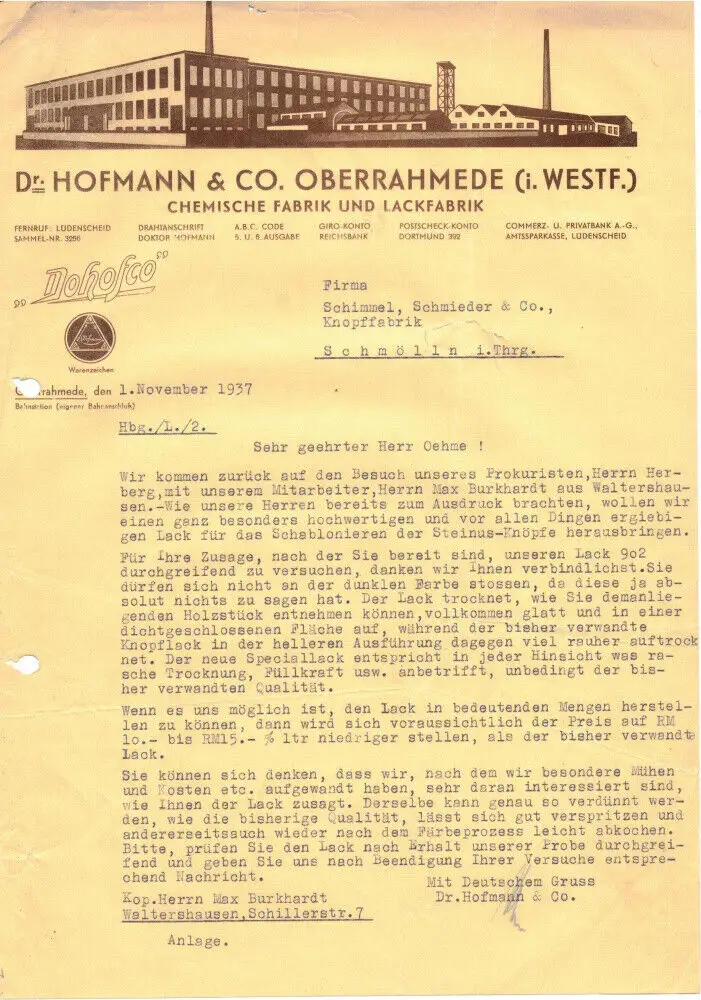 Dr. HOFMANN & CO. OBERRAHMEDE (i. WESTF.)
CHEMISCHE FABRIK UND LACKFABRIK
FERNRUF: LÜDENSCHEID
SAMMEL-NR. 3256
DRAHTANSCHRIFT
DOKTOR HOFMANN
A.B.C. CODE
5. U. 6. AUSGABE
GIRO-KONTO
REICHSBANK
POSTSCHECK-KONTO
DORTMUND 392
COMMERZ- U. PRIVATBANK A.-G.,
AMTSSPARKASSE, LÜDENSCHEID
„Dohofco”
Warenzeichen
Firma
Schimmel, Schmieder & Co.,
Knopffabrik
Schmölln i.Thrg.
rahmede, den 1.November 1937
Bahnstation (eigener Bahnanschluß)
Hbg./L./2.
Sehr geehrter Herr Oehme !
Wir kommen zurück auf den Besuch unseres Prokuristen,Herrn Her-
berg,mit unserem Mitarbeiter,Herrn Max Burkhardt aus Waltershau-
sen.-Wie unsere Herren bereits zum Ausdruck brachten, wollen wir
einen ganz besonders hochwertigen und vor allen Dingen ergiebi-
gen Lack für das Schablonieren der Steinus-Knöpfe herausbringen.
Für Ihre Zusage, nach der Sie bereit sind, unseren Lack 902
durchgreifend zu versuchen, danken wir Ihnen verbindlichst.Sie
dürfen sich nicht an der dunklen Farbe stossen, da diese ja ab-
solut nichts zu sagen hat. Der Lack trocknet, wie Sie demanlie-
genden Holzstück entnehmen können,vollkommen glatt und in einer
dichtgeschlossenen Fläche auf, während der bisher verwandte
Knopflack in der helleren Ausführung dagegen viel rauher auftrock
net. Der neue Speciallack entspricht in jeder Hinsicht was ra-
sche Trocknung, Füllkraft usw. anbetrifft, unbedingt der bis-
her verwandten Qualität.
Wenn es uns möglich ist, den Lack in bedeutenden Mengen herstel-
len zu können, dann wird sich voraussichtlich der Preis auf RM
10.- bis RM15.- % ltr niedriger stellen, als der bisher verwandte
Lack.
Sie können sich denken, dass wir, nach dem wir besondere Mühen
und Kosten etc. aufgewandt haben, sehr daran interessiert sind,
wie Ihnen der Lack zusagt. Derselbe kann genau so verdünnt wer-
den, wie die bisherige Qualität, lässt sich gut verspritzen und
andererseitsauch wieder nach dem Färbeprozess leicht abkochen.
Bitte, prüfen Sie den Lack nach Erhalt unserer Probe durchgrei-
fend und geben Sie uns nach Beendigung Ihrer Versuche entspre-
chend Nachricht.
Mit Deutschem Gruss
Dr.Hofmann & Co.
Kop.Herrn Max Burkhardt
Waltershausen,Schillerstr.7
Anlage.